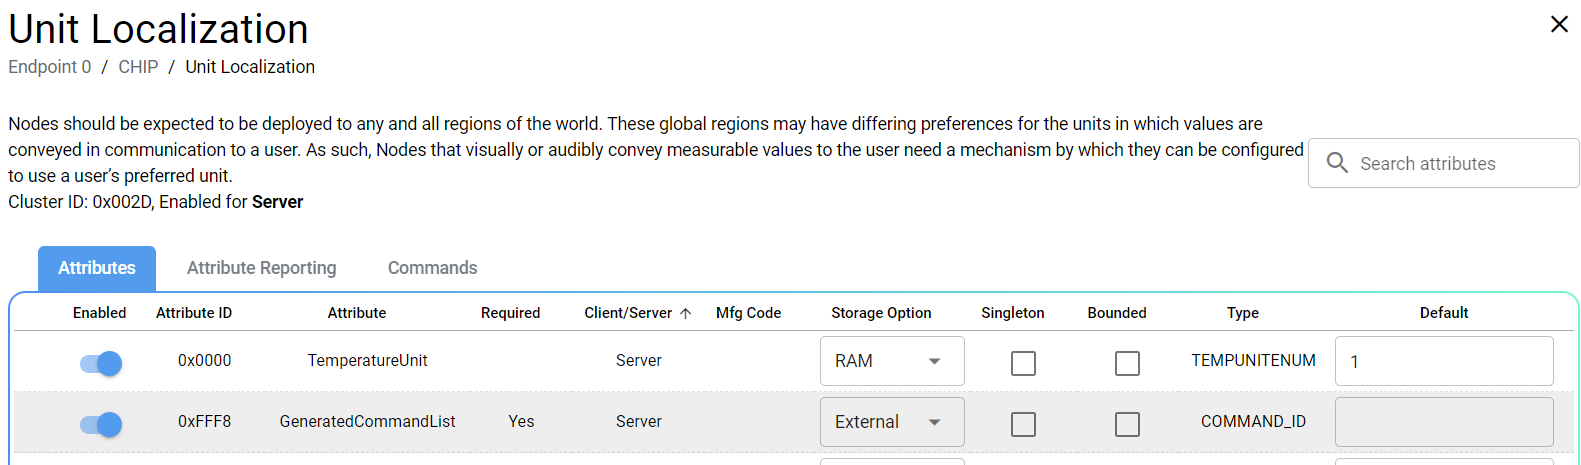 Unit Localization
Endpoint 0 / CHIP / Unit Localization
Nodes should be expected to be deployed to any and all regions of the world. These global regions may have differing preferences for the units in which values are
conveyed in communication to a user. As such, Nodes that visually or audibly convey measurable values to the user need a mechanism by which they can be configured
to use a user’s preferred unit.
Cluster ID: 0x002D, Enabled for Server
Search attributes
Attributes Attribute Reporting Commands
Enabled Attribute ID Attribute Required Client/Server Mfg Code Storage Option Singleton Bounded Type Default
0x0000 TemperatureUnit Server RAM TEMPUNITENUM 1
0xFFF8 GeneratedCommandList Yes Server External COMMAND_ID